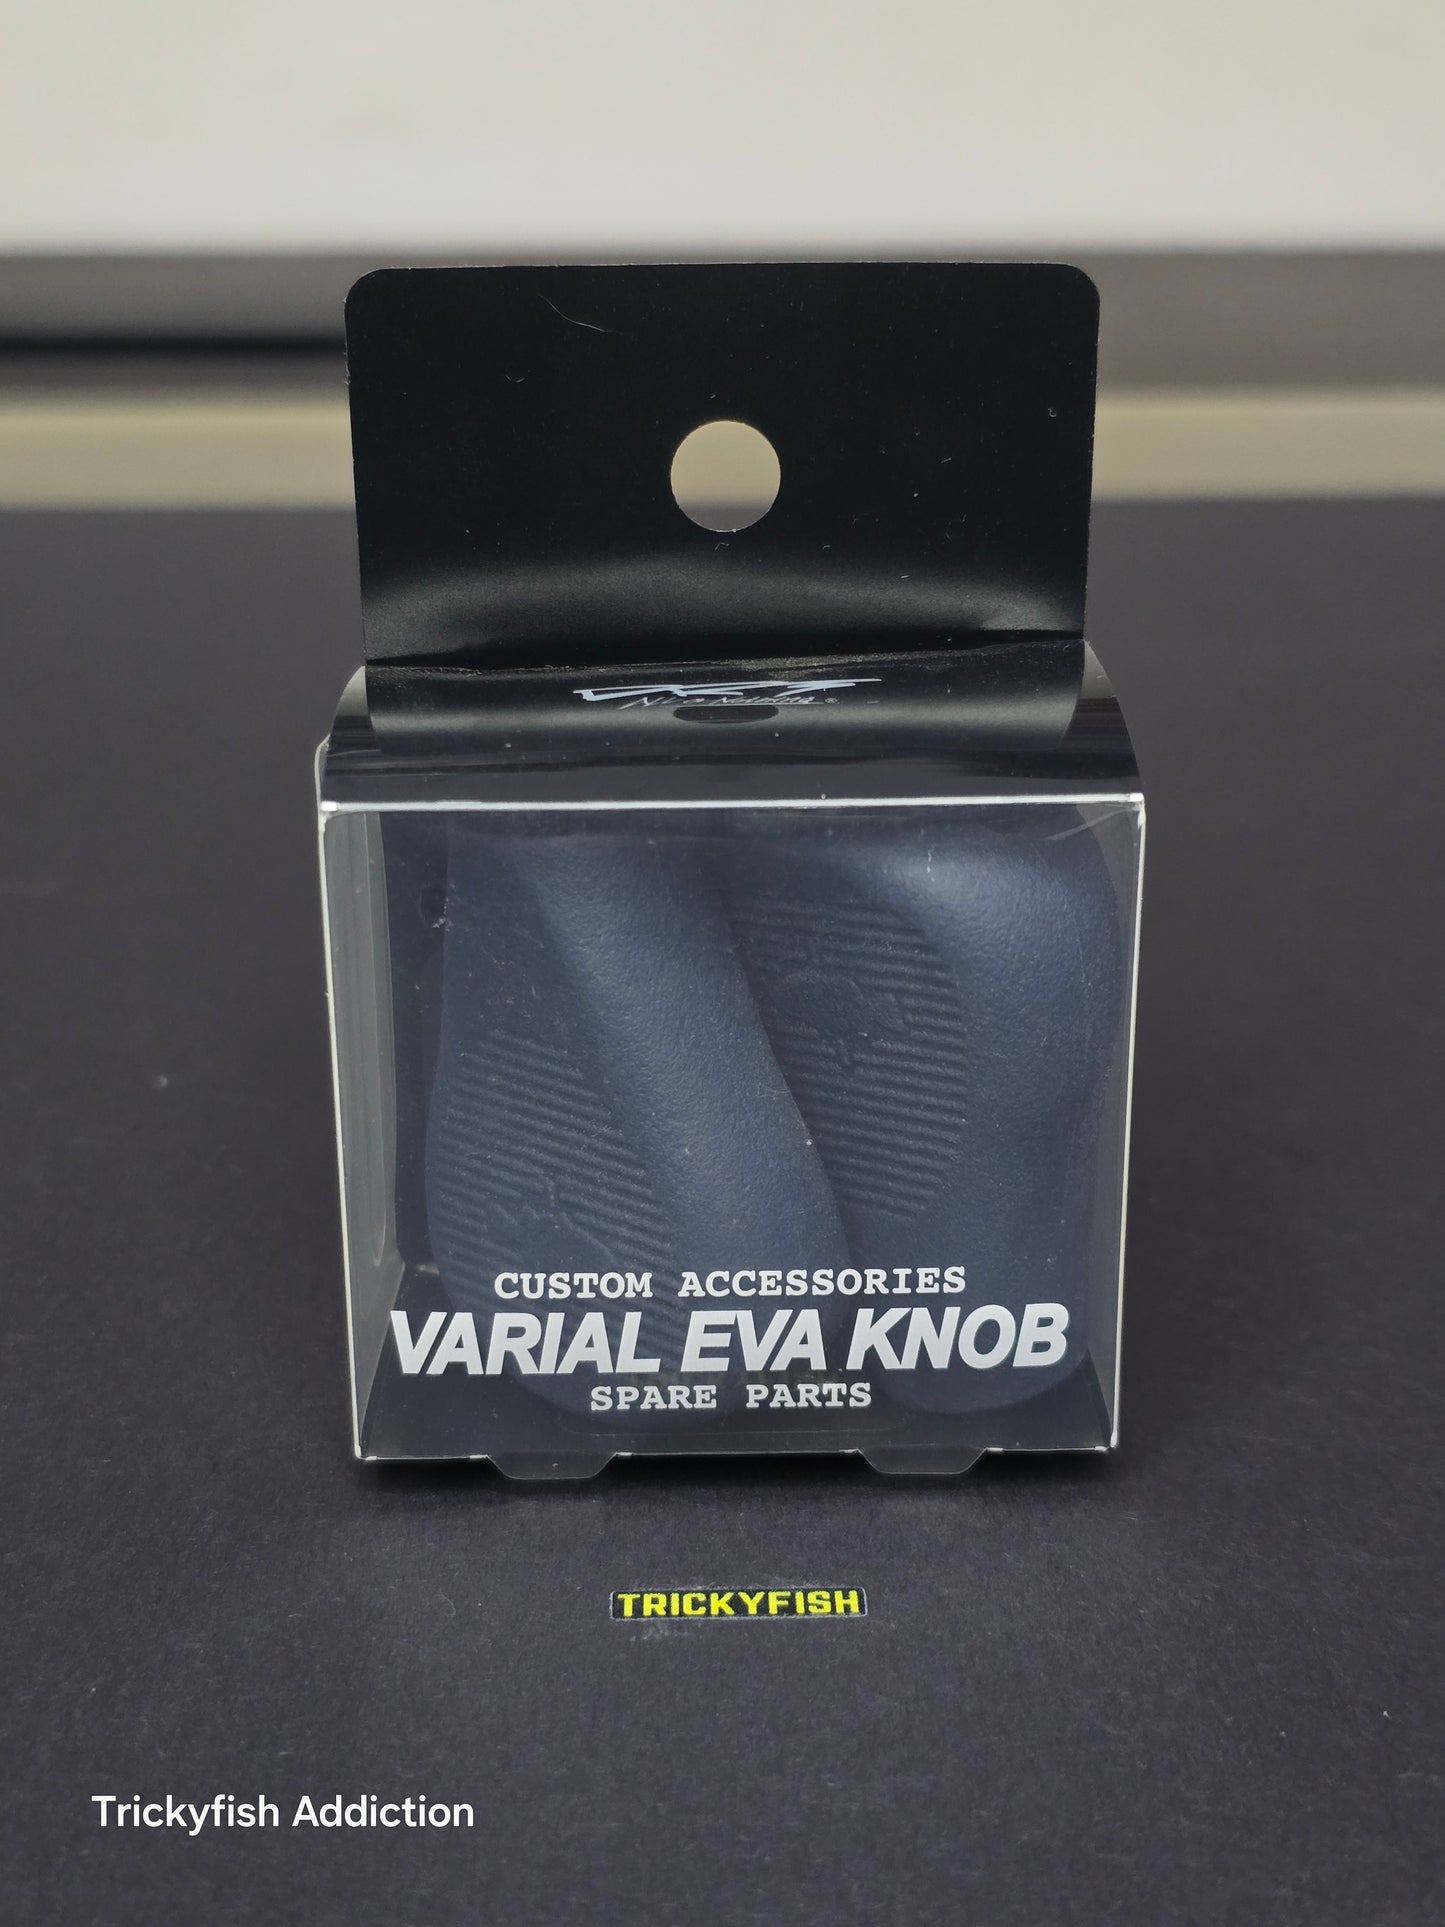 CUSTOM ACCESSORIES
VARIAL EVA KNOB
SPARE PARTS
TRICKYFISH
Trickyfish Addiction